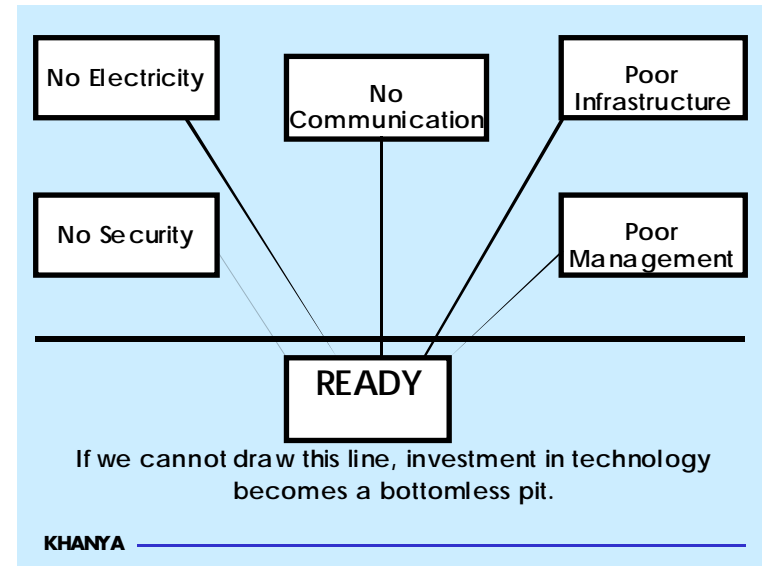 No Electricity
No
Communication
Poor
Infrastructure
No Security
Poor
Management
READY
If we cannot draw this line, investment in technology
becomes a bottomless pit.
KHANYA